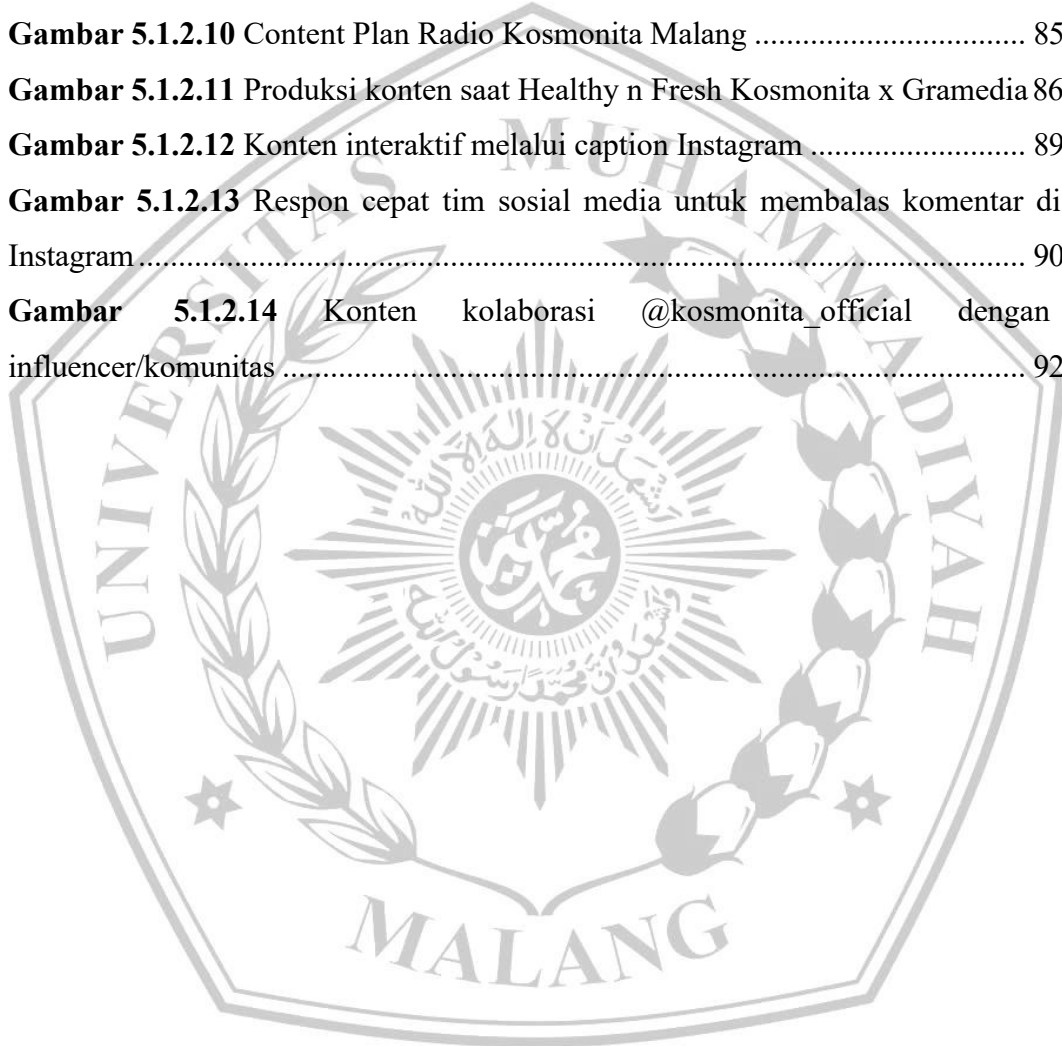 Gambar 5.1.2.10 Content Plan Radio Kosmonita Malang ................................ 85
Gambar 5.1.2.11 Produksi konten saat Healthy n Fresh Kosmonita x Gramedia 86
Gambar 5.1.2.12 Konten interaktif melalui caption Instagram ......................... 89
Gambar 5.1.2.13 Respon cepat tim sosial media untuk membalas komentar di
Instagram ......................................................................................................... 90
Gambar 5.1.2.14 Konten kolaborasi @kosmonita_official dengan
influencer/komunitas ....................................................................................... 92
UNIVERSITAS MUHAMMADIYAH
MALANG